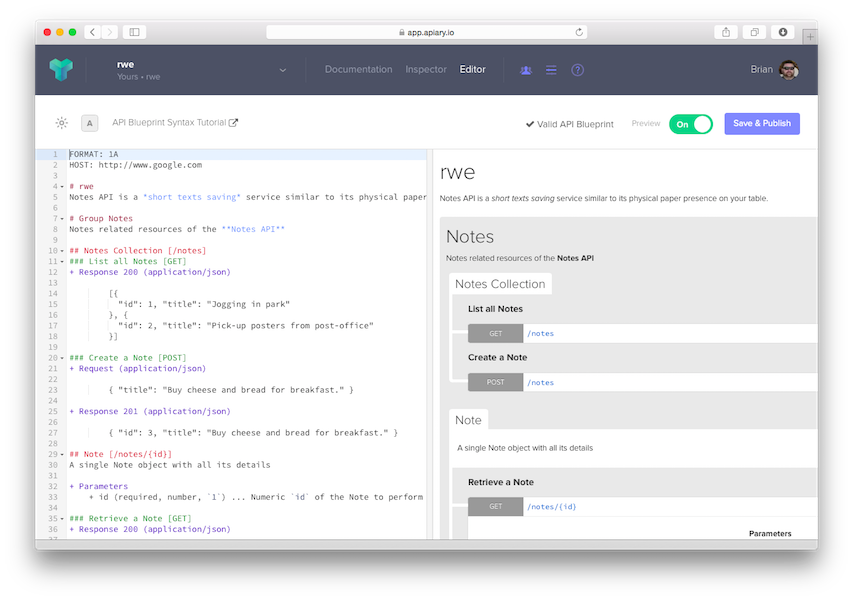 app.apiary.io
rwe
Yours • rwe
Documentation Inspector Editor
?
Brian
A API Blueprint Syntax Tutorial
Valid API Blueprint Preview On Save & Publish
1 FORMAT: 1A
2 HOST: http://www.google.com
3
4 # rwe
5 Notes API is a *short texts saving* service similar to its physical paper
6
7 # Group Notes
8 Notes related resources of the **Notes API**
9
10 ## Notes Collection [/notes]
11 ### List all Notes [GET]
12 + Response 200 (application/json)
13
14 [{
15 "id": 1, "title": "Jogging in park"
16 }, {
17 "id": 2, "title": "Pick-up posters from post-office"
18 }]
19
20 ### Create a Note [POST]
21 + Request (application/json)
22
23 { "title": "Buy cheese and bread for breakfast." }
24
25 + Response 201 (application/json)
26
27 { "id": 3, "title": "Buy cheese and bread for breakfast." }
28
29 ## Note [/notes/{id}]
30 A single Note object with all its details
31
32 + Parameters
33 + id (required, number, `1`) ... Numeric `id` of the Note to perform
34
35 ### Retrieve a Note [GET]
36 + Response 200 (application/json)
37
rwe
Notes API is a short texts saving service similar to its physical paper presence on your table.
Notes
Notes related resources of the Notes API
Notes Collection
List all Notes
GET /notes
Create a Note
POST /notes
Note
A single Note object with all its details
Retrieve a Note
GET /notes/{id}
Parameters